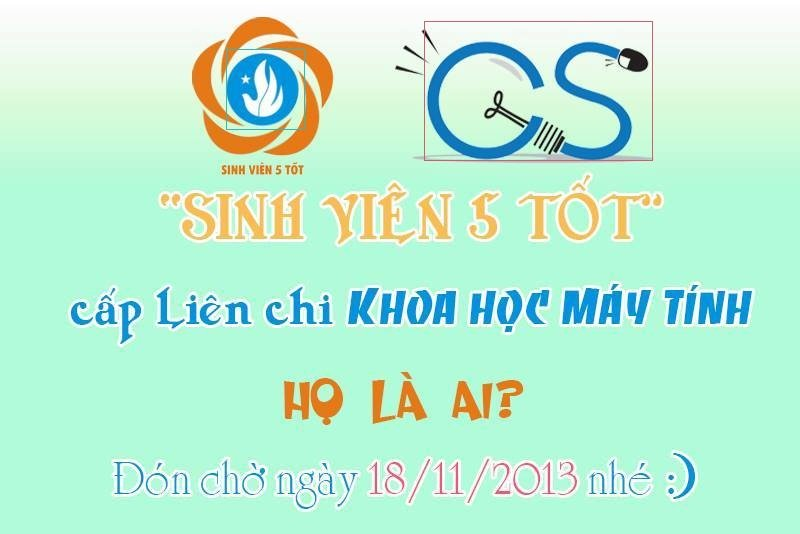 SINH VIÊN 5 TỐT
CS
"SINH VIÊN 5 TỐT"
cấp Liên chi KHOA HỌC MÁY TÍNH
HỌ LÀ AI?
Đón chờ ngày 18/11/2013 nhé :)